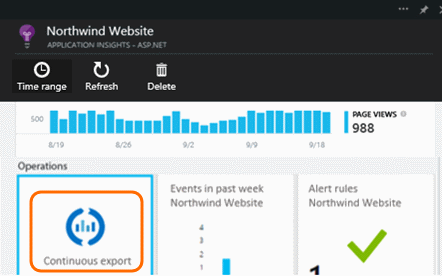 Northwind Website
APPLICATION INSIGHTS - ASP.NET
Time range
Refresh
Delete
500
PAGE VIEWS
988
8/19
8/26
9/2
9/9
9/18
Operations
Continuous export
Events in past week
Northwind Website
4
3
2
1
Alert rules
Northwind Website